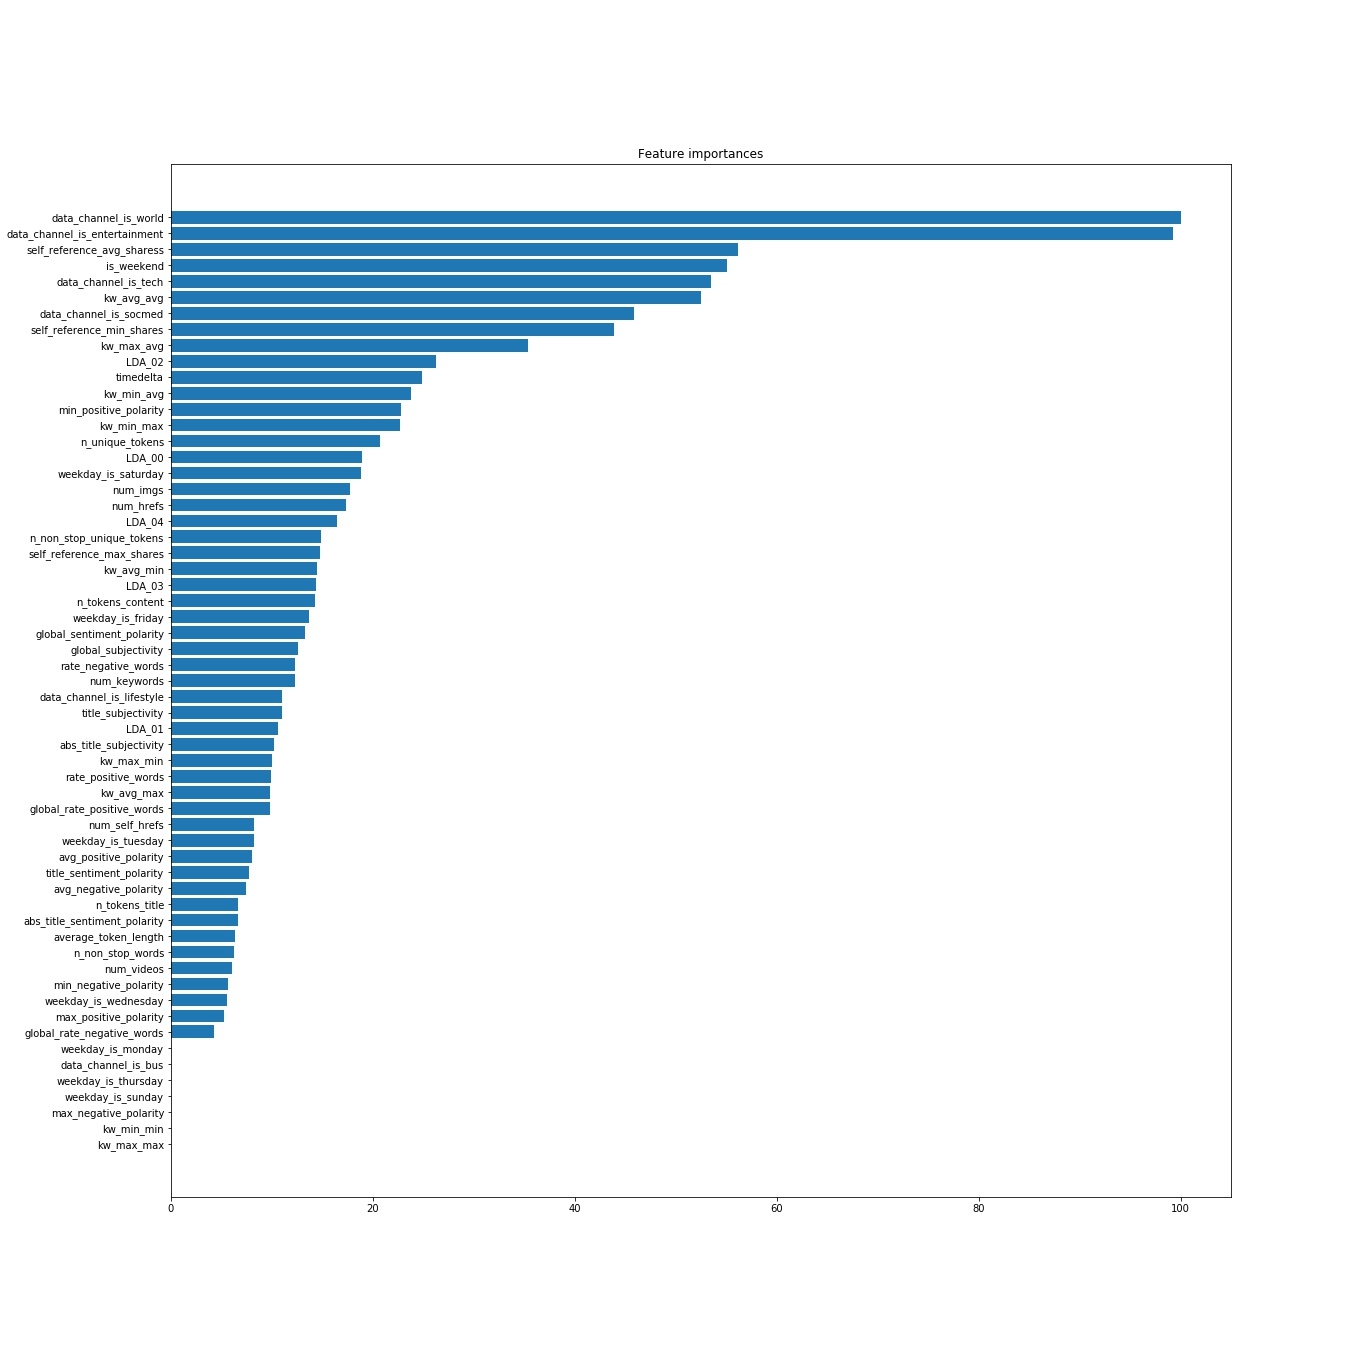 Feature importances
data_channel_is_world
data_channel_is_entertainment
self_reference_avg_sharess
is_weekend
data_channel_is_tech
kw_avg_avg
data_channel_is_socmed
self_reference_min_shares
kw_max_avg
LDA_02
timedelta
kw_min_avg
min_positive_polarity
kw_min_max
n_unique_tokens
LDA_00
weekday_is_saturday
num_imgs
num_hrefs
LDA_04
n_non_stop_unique_tokens
self_reference_max_shares
kw_avg_min
LDA_03
n_tokens_content
weekday_is_friday
global_sentiment_polarity
global_subjectivity
rate_negative_words
num_keywords
data_channel_is_lifestyle
title_subjectivity
LDA_01
abs_title_subjectivity
kw_max_min
rate_positive_words
kw_avg_max
global_rate_positive_words
num_self_hrefs
weekday_is_tuesday
avg_positive_polarity
title_sentiment_polarity
avg_negative_polarity
n_tokens_title
abs_title_sentiment_polarity
average_token_length
n_non_stop_words
num_videos
min_negative_polarity
weekday_is_wednesday
max_positive_polarity
global_rate_negative_words
weekday_is_monday
data_channel_is_bus
weekday_is_thursday
weekday_is_sunday
max_negative_polarity
kw_min_min
kw_max_max
0 20 40 60 80 100